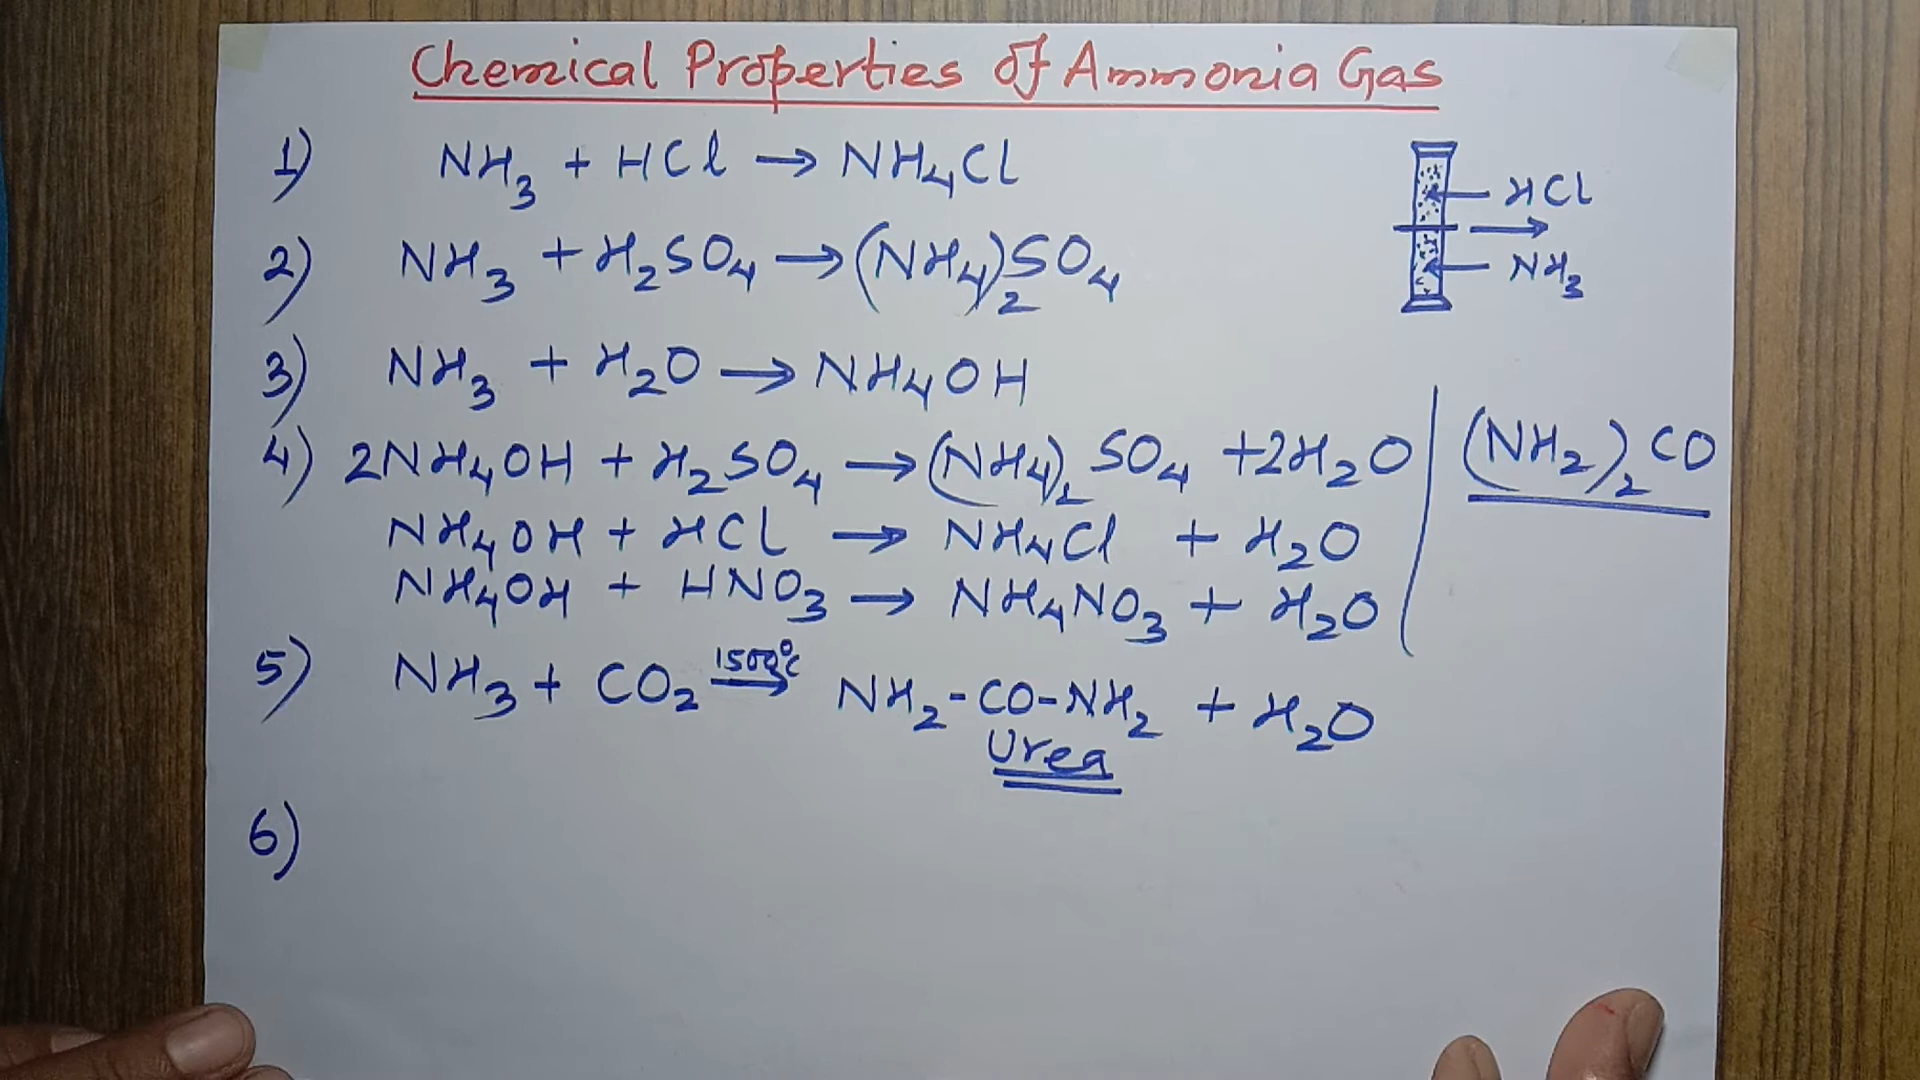 Chemical Properties of Ammonia Gas
1) NH₃ + HCl → NH₄Cl
HCl
→
NH₃
2) NH₃ + H₂SO₄ → (NH₄)₂SO₄
3) NH₃ + H₂O → NH₄OH
4) 2NH₄OH + H₂SO₄ → (NH₄)₂SO₄ + 2H₂O
(NH₂)₂CO
NH₄OH + HCl → NH₄Cl + H₂O
NH₄OH + HNO₃ → NH₄NO₃ + H₂O
5) NH₃ + CO₂ → NH₂-CO-NH₂ + H₂O
Urea
6)